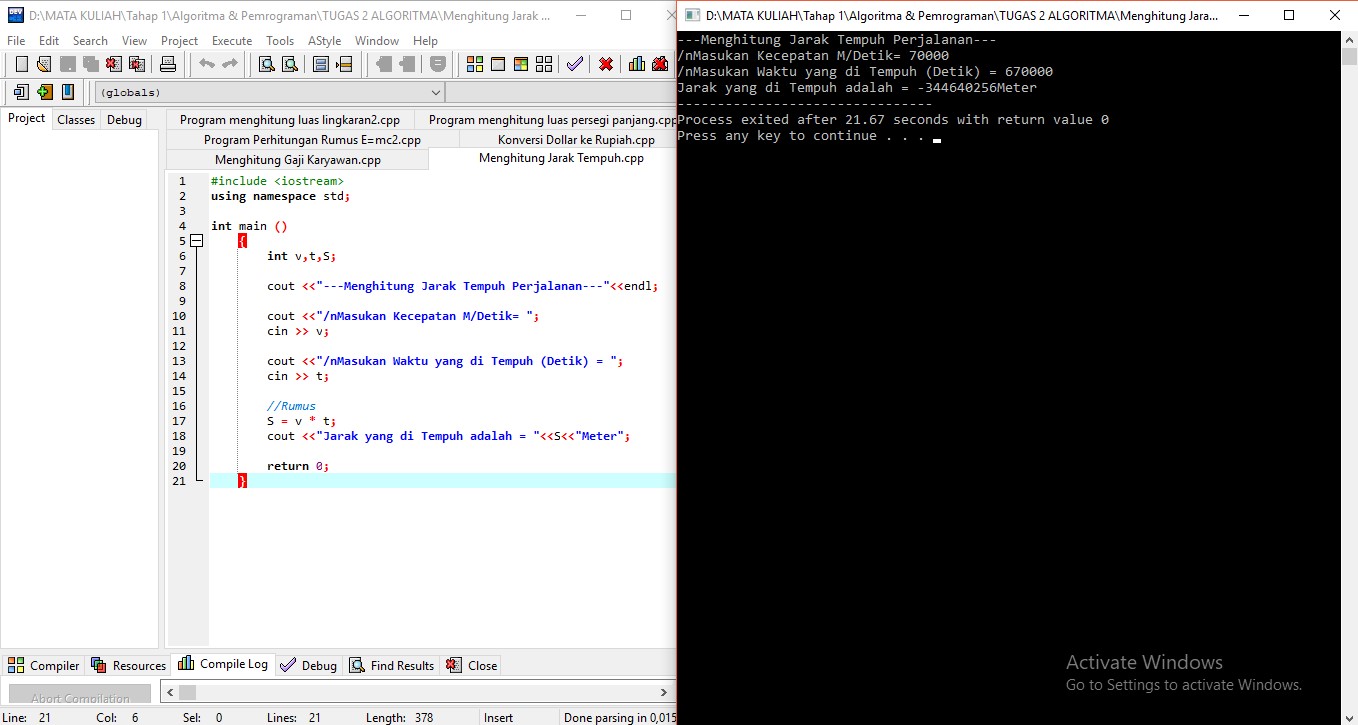 D:\MATA KULIAH\Tahap 1\Algoritma & Pemrograman\TUGAS 2 ALGORITMA\Menghitung Jarak ...
File Edit Search View Project Execute Tools AStyle Window Help
(globals)
Project Classes Debug
Program menghitung luas lingkaran2.cpp Program menghitung luas persegi panjang.cpp
Program Perhitungan Rumus E=mc2.cpp Konversi Dollar ke Rupiah.cpp
Menghitung Gaji Karyawan.cpp Menghitung Jarak Tempuh.cpp
1 #include <iostream>
2 using namespace std;
3
4 int main ()
5 {
6 int v,t,S;
7
8 cout <<"---Menghitung Jarak Tempuh Perjalanan---"<<endl;
9
10 cout <<"/nMasukan Kecepatan M/Detik= ";
11 cin >> v;
12
13 cout <<"/nMasukan Waktu yang di Tempuh (Detik) = ";
14 cin >> t;
15
16 //Rumus
17 S = v * t;
18 cout <<"Jarak yang di Tempuh adalah = "<<S<<"Meter";
19
20 return 0;
21 }
Compiler Resources Compile Log Debug Find Results Close
Abort Compilation
Line: 21 Col: 6 Sel: 0 Lines: 21 Length: 378 Insert Done parsing in 0,015
D:\MATA KULIAH\Tahap 1\Algoritma & Pemrograman\TUGAS 2 ALGORITMA\Menghitung Jara...
---Menghitung Jarak Tempuh Perjalanan---
/nMasukan Kecepatan M/Detik= 70000
/nMasukan Waktu yang di Tempuh (Detik) = 670000
Jarak yang di Tempuh adalah = -344640256Meter
--------------------------------
Process exited after 21.67 seconds with return value 0
Press any key to continue . . .
Activate Windows
Go to Settings to activate Windows.